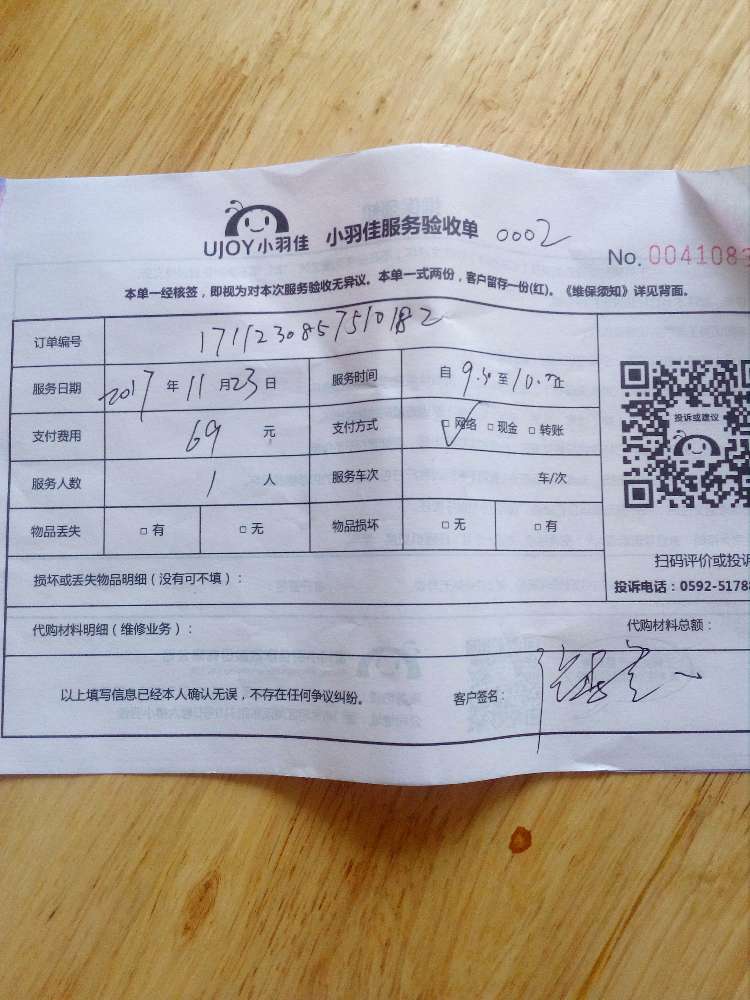 UJOY小羽佳 小羽佳服务验收单 0002
No. 0041083
本单一经核签，即视为对本次服务验收无异议。本单一式两份，客户留存一份(红)。《维保须知》详见背面。
订单编号 1711230857510182
服务日期 2017 年 11 月 23 日 服务时间 自 9:30 至 10:30 止
支付费用 69 元 支付方式 □ 网络 □ 现金 □ 转账
投诉或建议
服务人数 1 人 服务车次 车/次
物品丢失 □ 有 □ 无 物品损坏 □ 无 □ 有
扫码评价或投诉
损坏或丢失物品明细（没有可不填）：
投诉电话：0592-5178
代购材料明细（维修业务）： 代购材料总额：
以上填写信息已经本人确认无误，不存在任何争议纠纷。 客户签名：